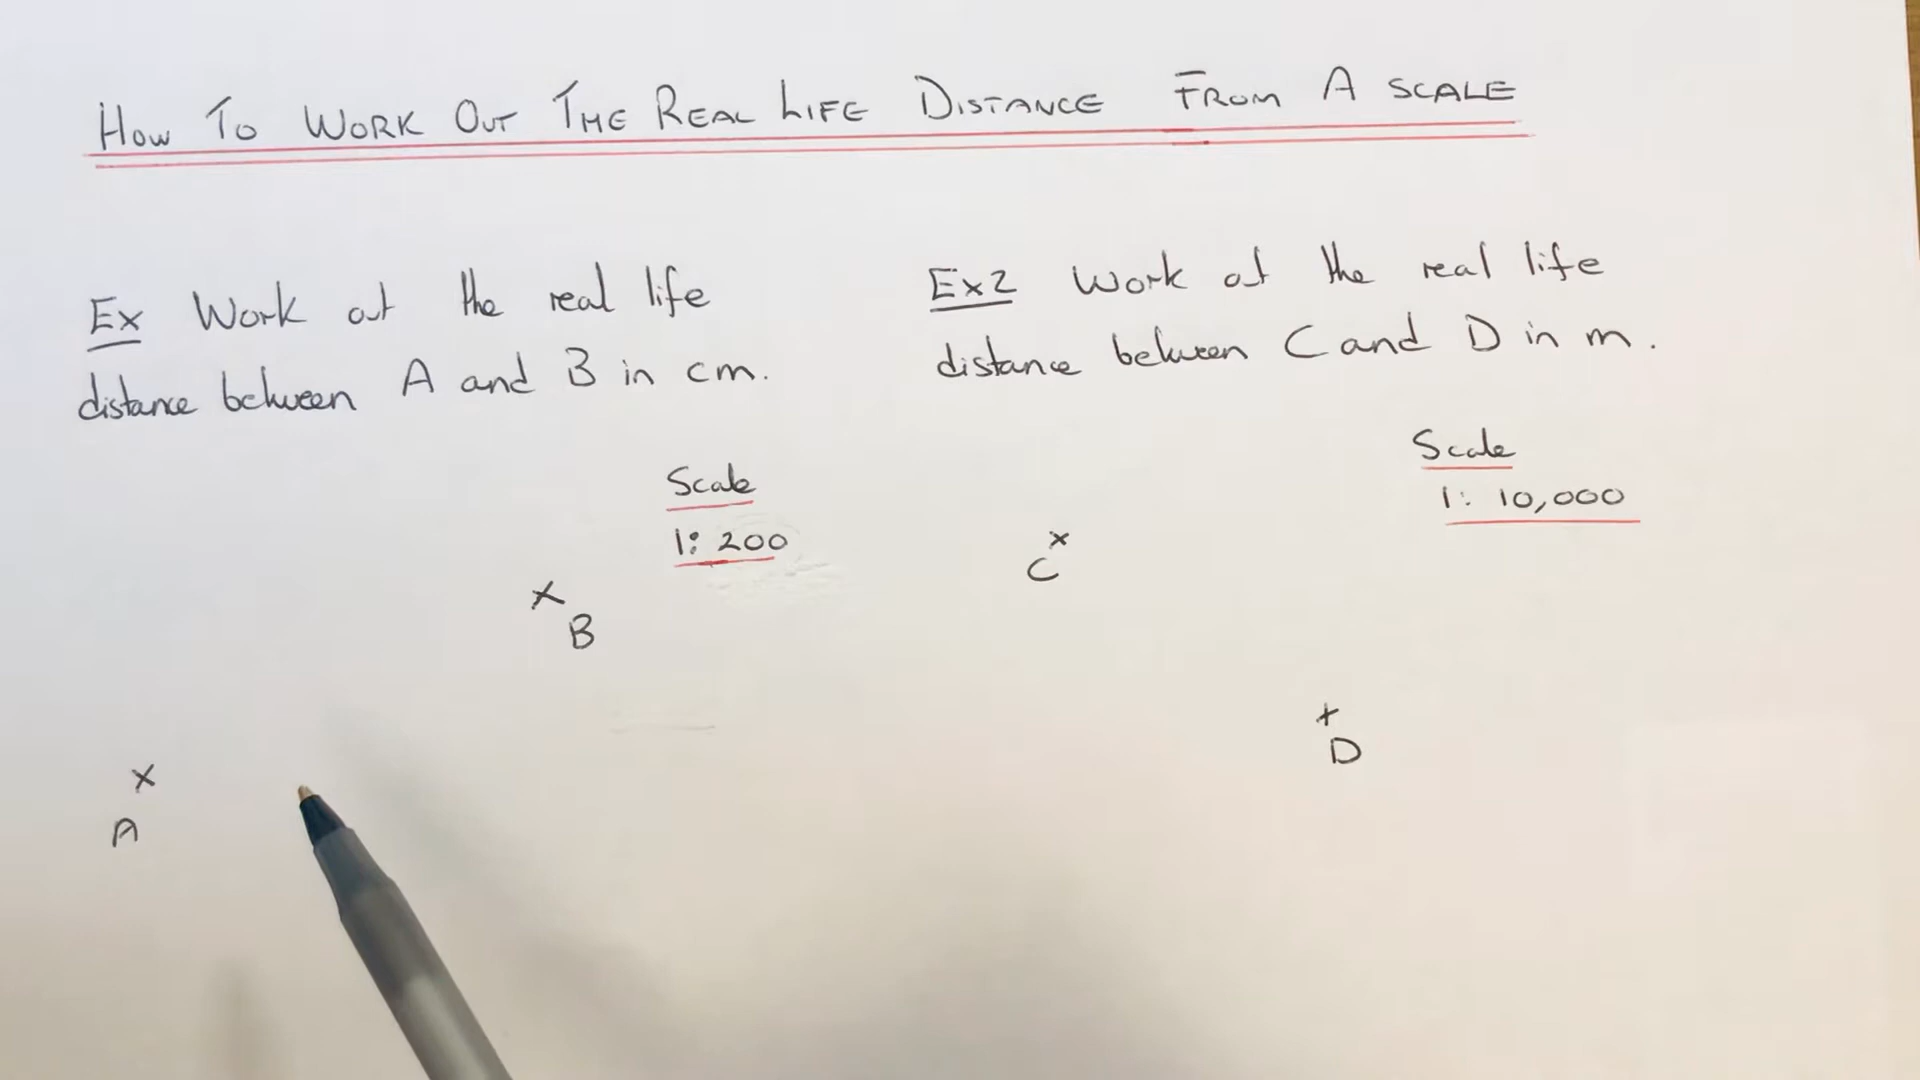 How To Work Out The Real Life Distance From A Scale
Ex Work out the real life
distance between A and B in cm.
Scale
1: 200
B
A
Ex2 Work out the real life
distance between C and D in m.
Scale
1: 10,000
C
D